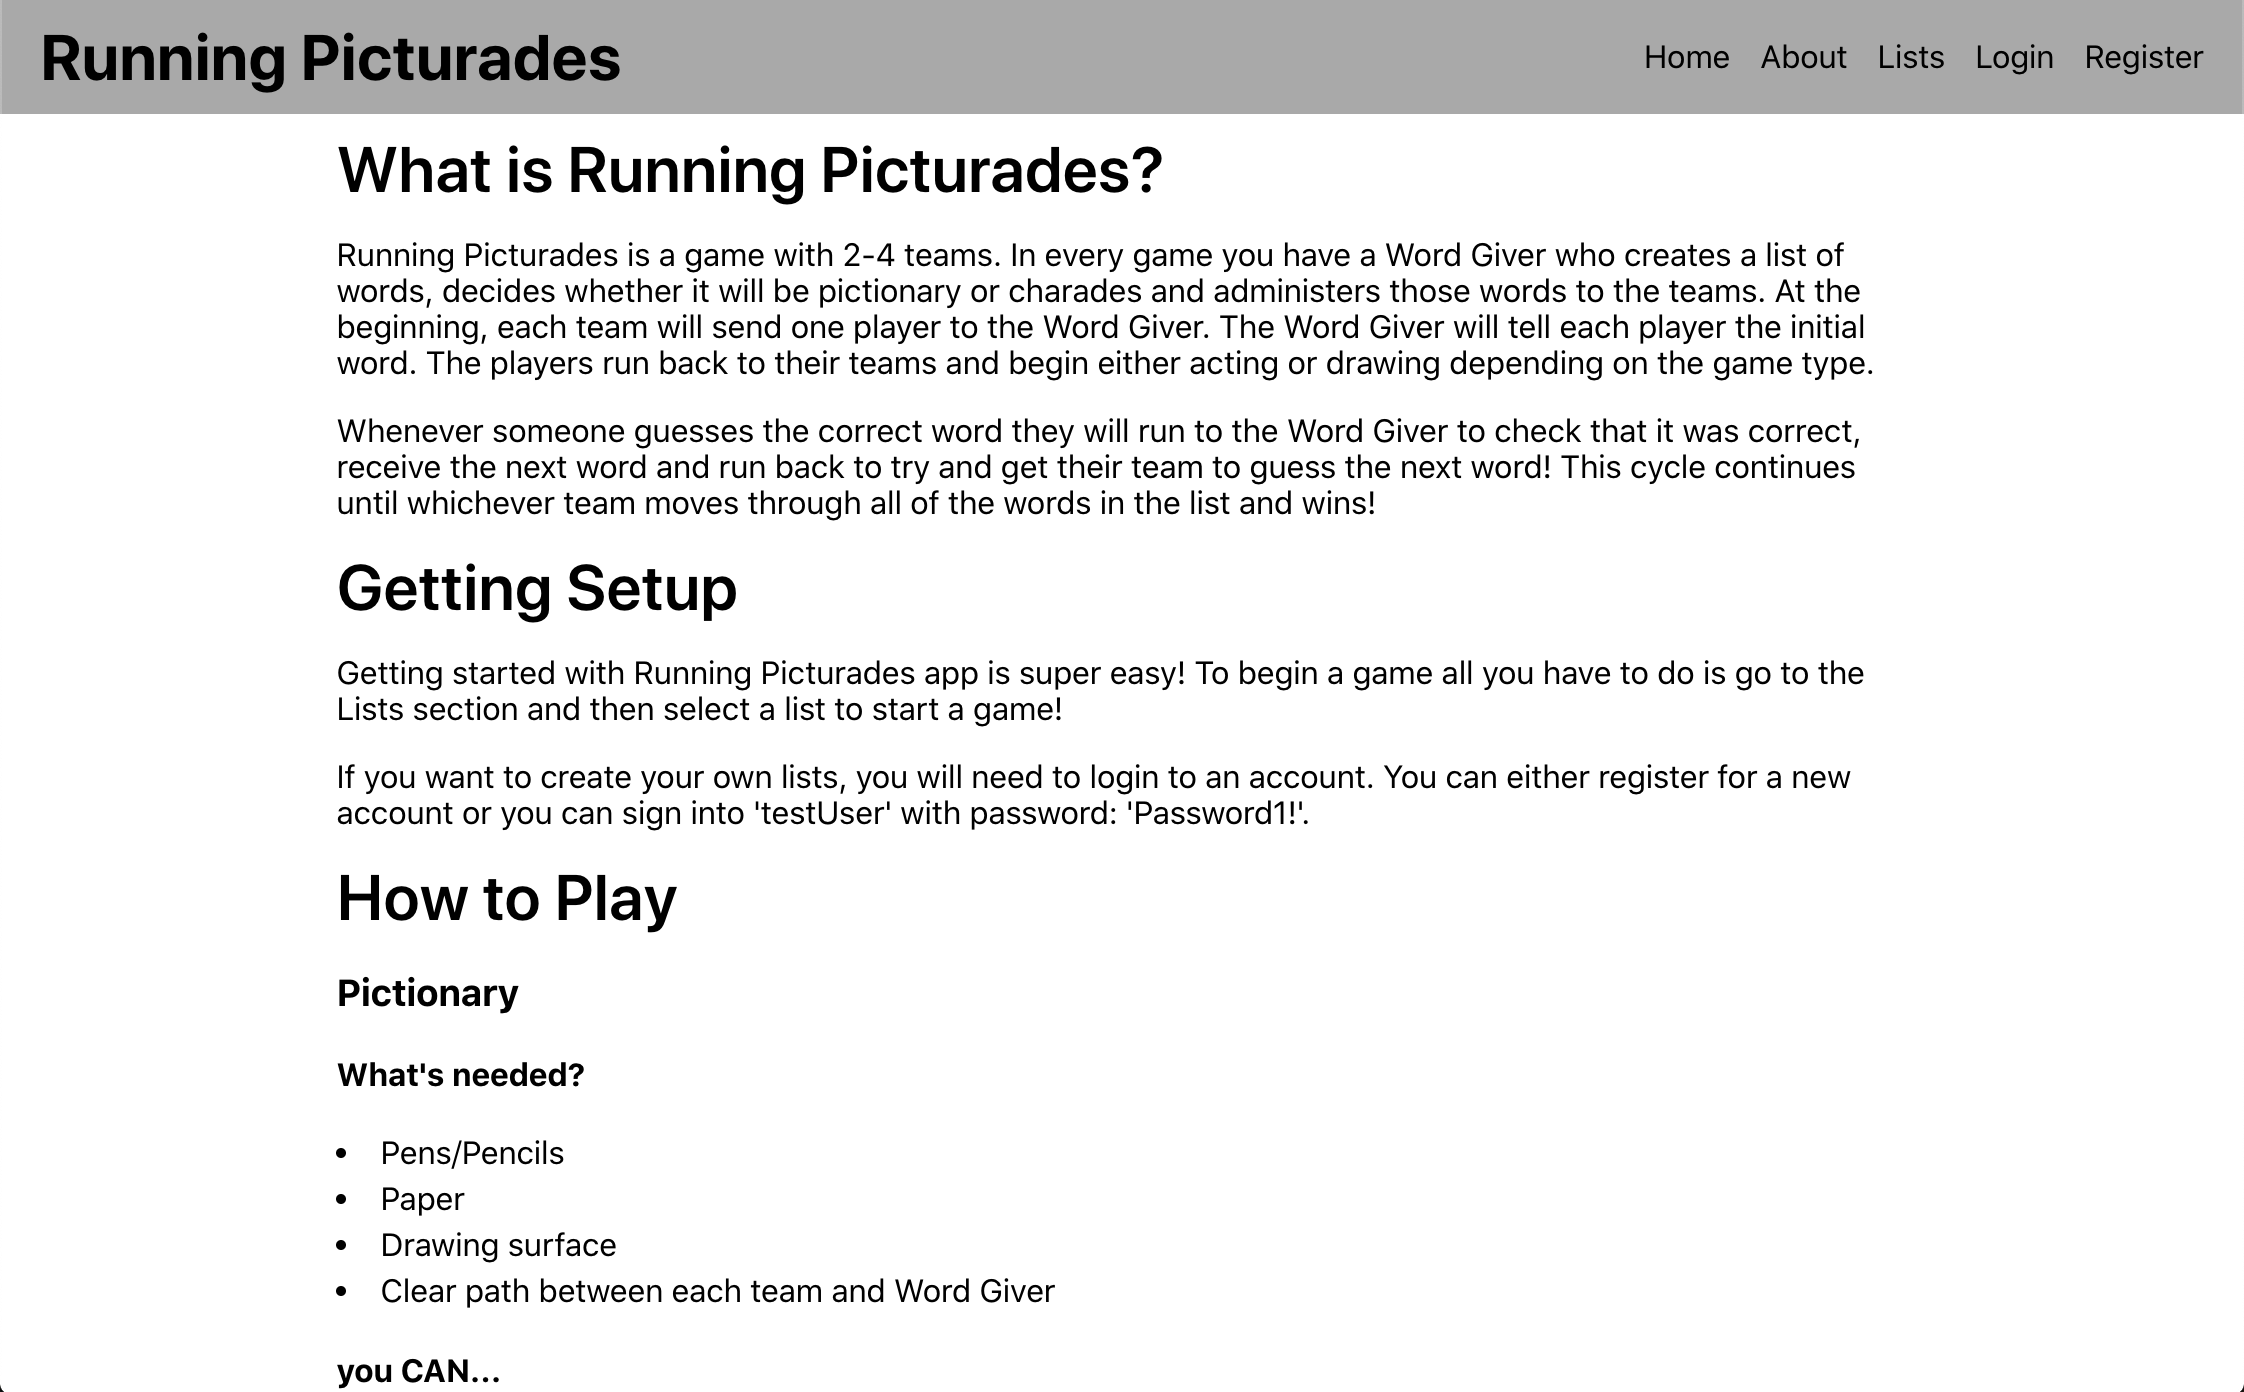 Running Picturades
Home About Lists Login Register
What is Running Picturades?
Running Picturades is a game with 2-4 teams. In every game you have a Word Giver who creates a list of
words, decides whether it will be pictionary or charades and administers those words to the teams. At the
beginning, each team will send one player to the Word Giver. The Word Giver will tell each player the initial
word. The players run back to their teams and begin either acting or drawing depending on the game type.
Whenever someone guesses the correct word they will run to the Word Giver to check that it was correct,
receive the next word and run back to try and get their team to guess the next word! This cycle continues
until whichever team moves through all of the words in the list and wins!
Getting Setup
Getting started with Running Picturades app is super easy! To begin a game all you have to do is go to the
Lists section and then select a list to start a game!
If you want to create your own lists, you will need to login to an account. You can either register for a new
account or you can sign into 'testUser' with password: 'Password1!'.
How to Play
Pictionary
What's needed?
• Pens/Pencils
• Paper
• Drawing surface
• Clear path between each team and Word Giver
you CAN...